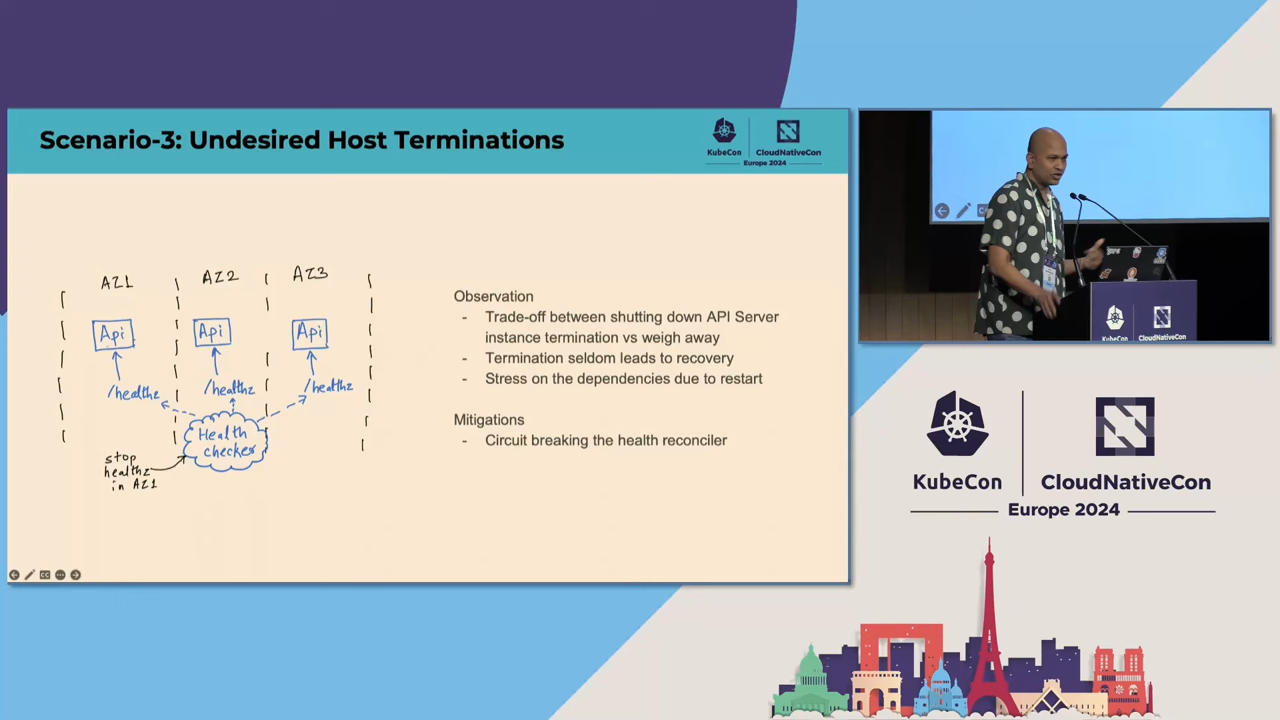 Scenario-3: Undesired Host Terminations
KubeCon
CloudNativeCon
Europe 2024
AZ1
AZ2
AZ3
Api
Api
Api
/healthz
/healthz
/healthz
Health
checker
stop
healthz
in AZ1
Observation
- Trade-off between shutting down API Server
instance termination vs weigh away
- Termination seldom leads to recovery
- Stress on the dependencies due to restart
Mitigations
- Circuit breaking the health reconciler
CC
KubeCon
CloudNativeCon
KubeCon
CloudNativeCon
Europe 2024